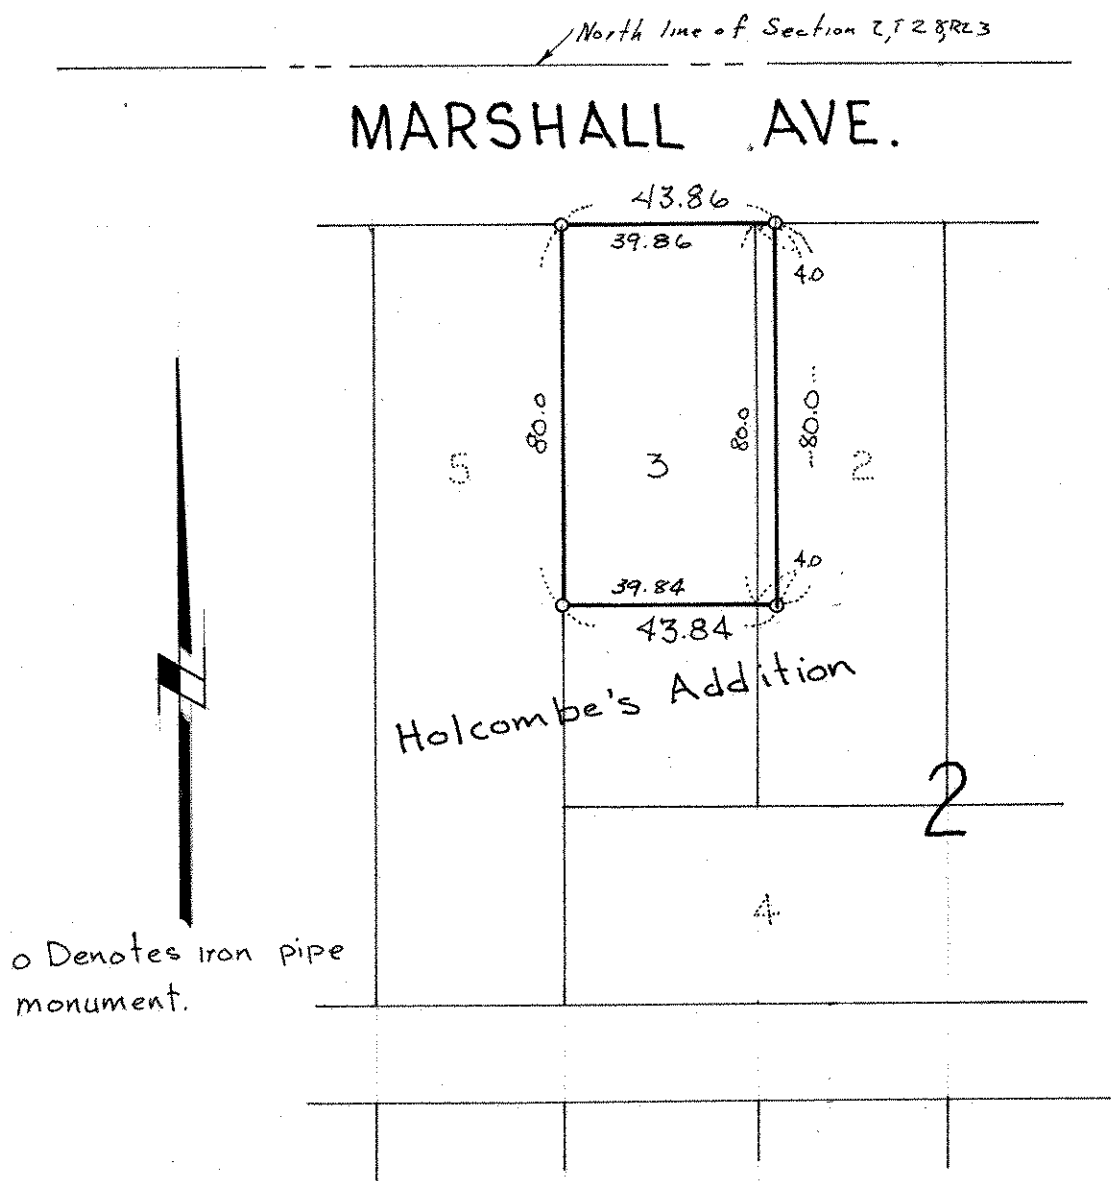 North line of Section 2, T 28, R23
MARSHALL AVE.
43.86
39.86
4.0
80.0
80.0
80.0
5
3
2
4.0
39.84
43.84
Holcombe's Addition
2
4
o Denotes iron pipe
monument.